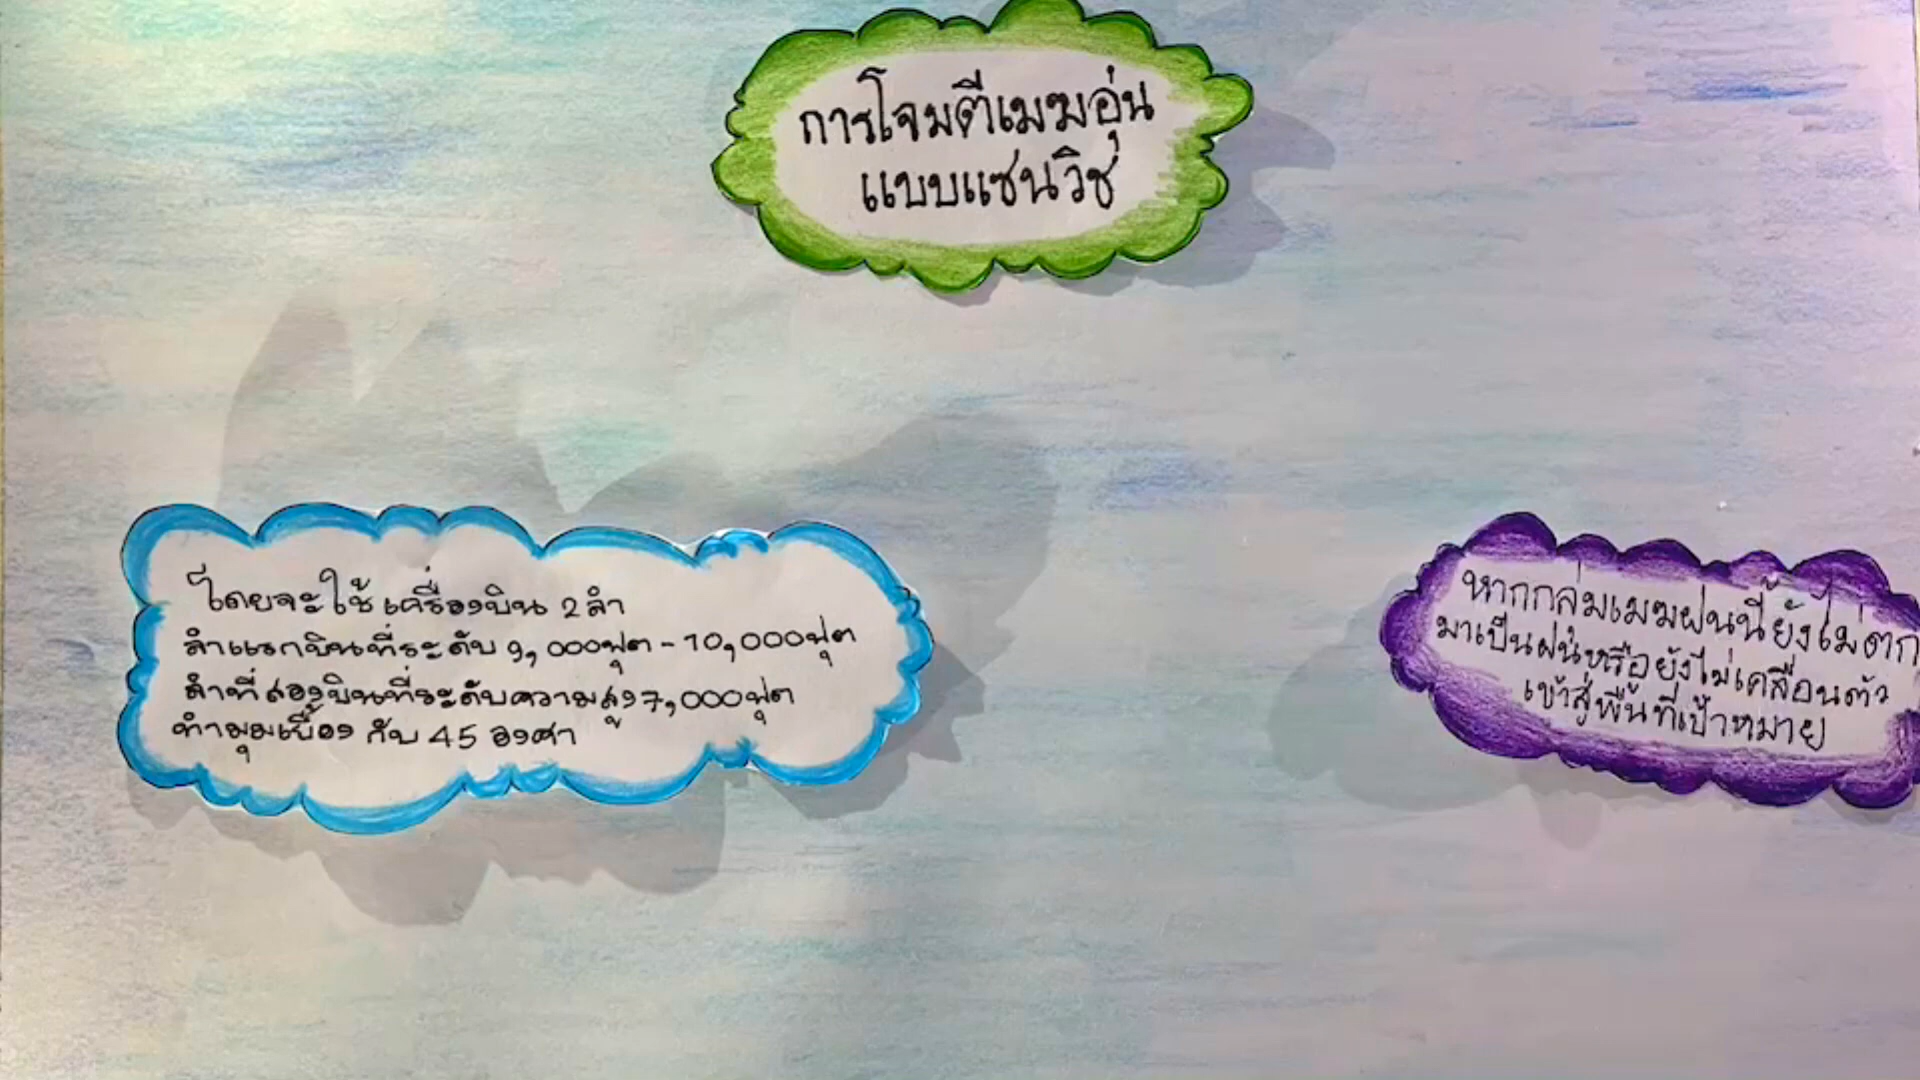 การโจมตีเมฆอุ่น
แบบแซนวิช
โดยจะใช้เครื่องบิน 2 ลำ
ลำแรกบินที่ระดับ 9,000ฟุต - 10,000ฟุต
ลำที่สองบินที่ระดับความสูง7,000ฟุต
ทำมุมเยื้อง กับ 45 องศา
หากกลุ่มเมฆฝนนี้ยังไม่ตก
มาเป็นฝนหรือยังไม่เคลื่อนตัว
เข้าสู่พื้นที่เป้าหมาย